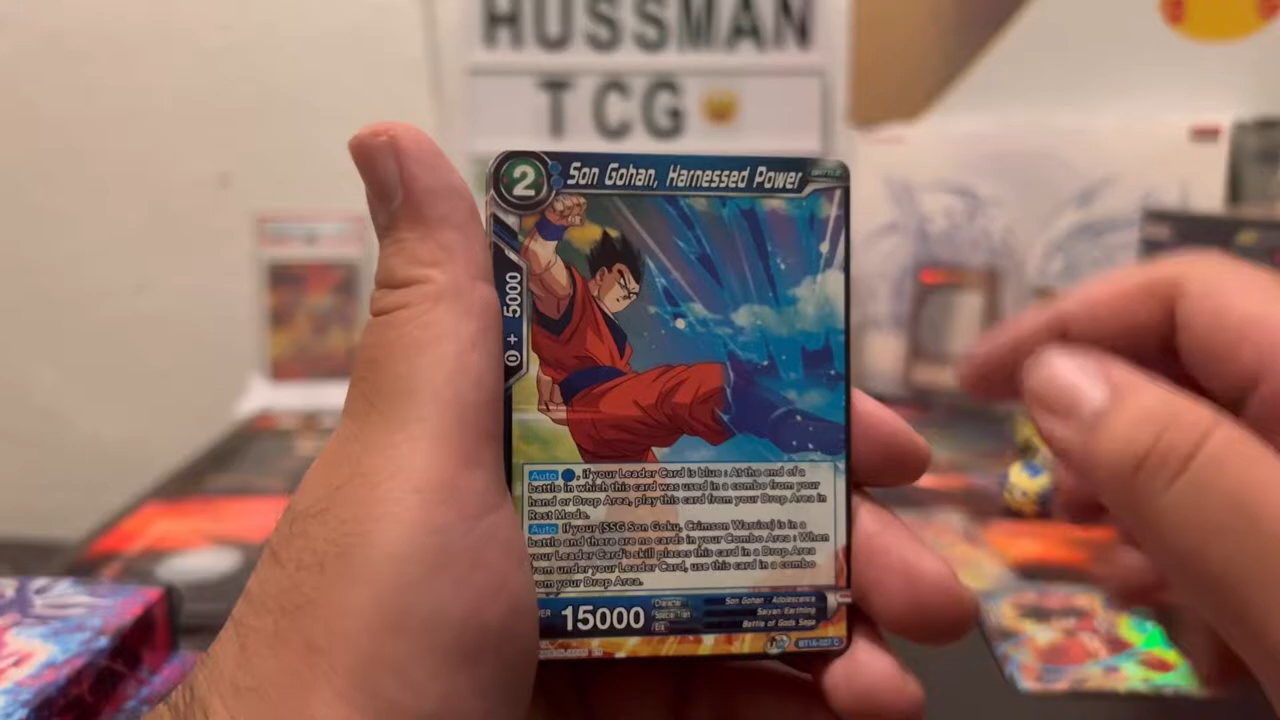 HUSSMAN
TCG
2
Son Gohan, Harnessed Power
BATTLE
0 + 5000
Auto , if your Leader Card is blue : At the end of a
battle in which this card was used in a combo from your
hand or Drop Area, play this card from your Drop Area in
Rest Mode.
Auto If your {SSG Son Goku, Crimson Warrior} is in a
battle and there are no cards in your Combo Area : When
your Leader Card's skill places this card in a Drop Area
from under your Leader Card, use this card in a combo
from your Drop Area.
15000
Character
Son Gohan : Adolescence
Special Trait
Saiyan/Earthling
Era
Battle of Gods Saga